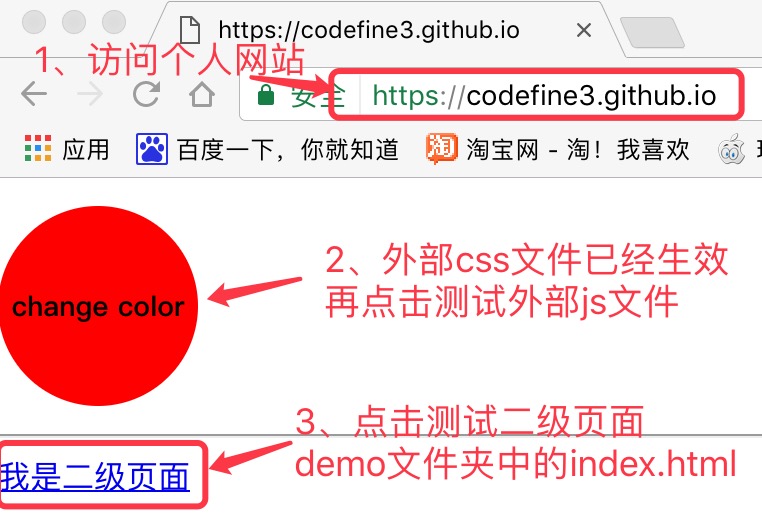 https://codefine3.github.io
1、访问个人网站
安全
https://codefine3.github.io
应用
百度一下，你就知道
淘
淘宝网 - 淘！我喜欢
change color
2、外部css文件已经生效
再点击测试外部js文件
3、点击测试二级页面
demo文件夹中的index.html
我是二级页面